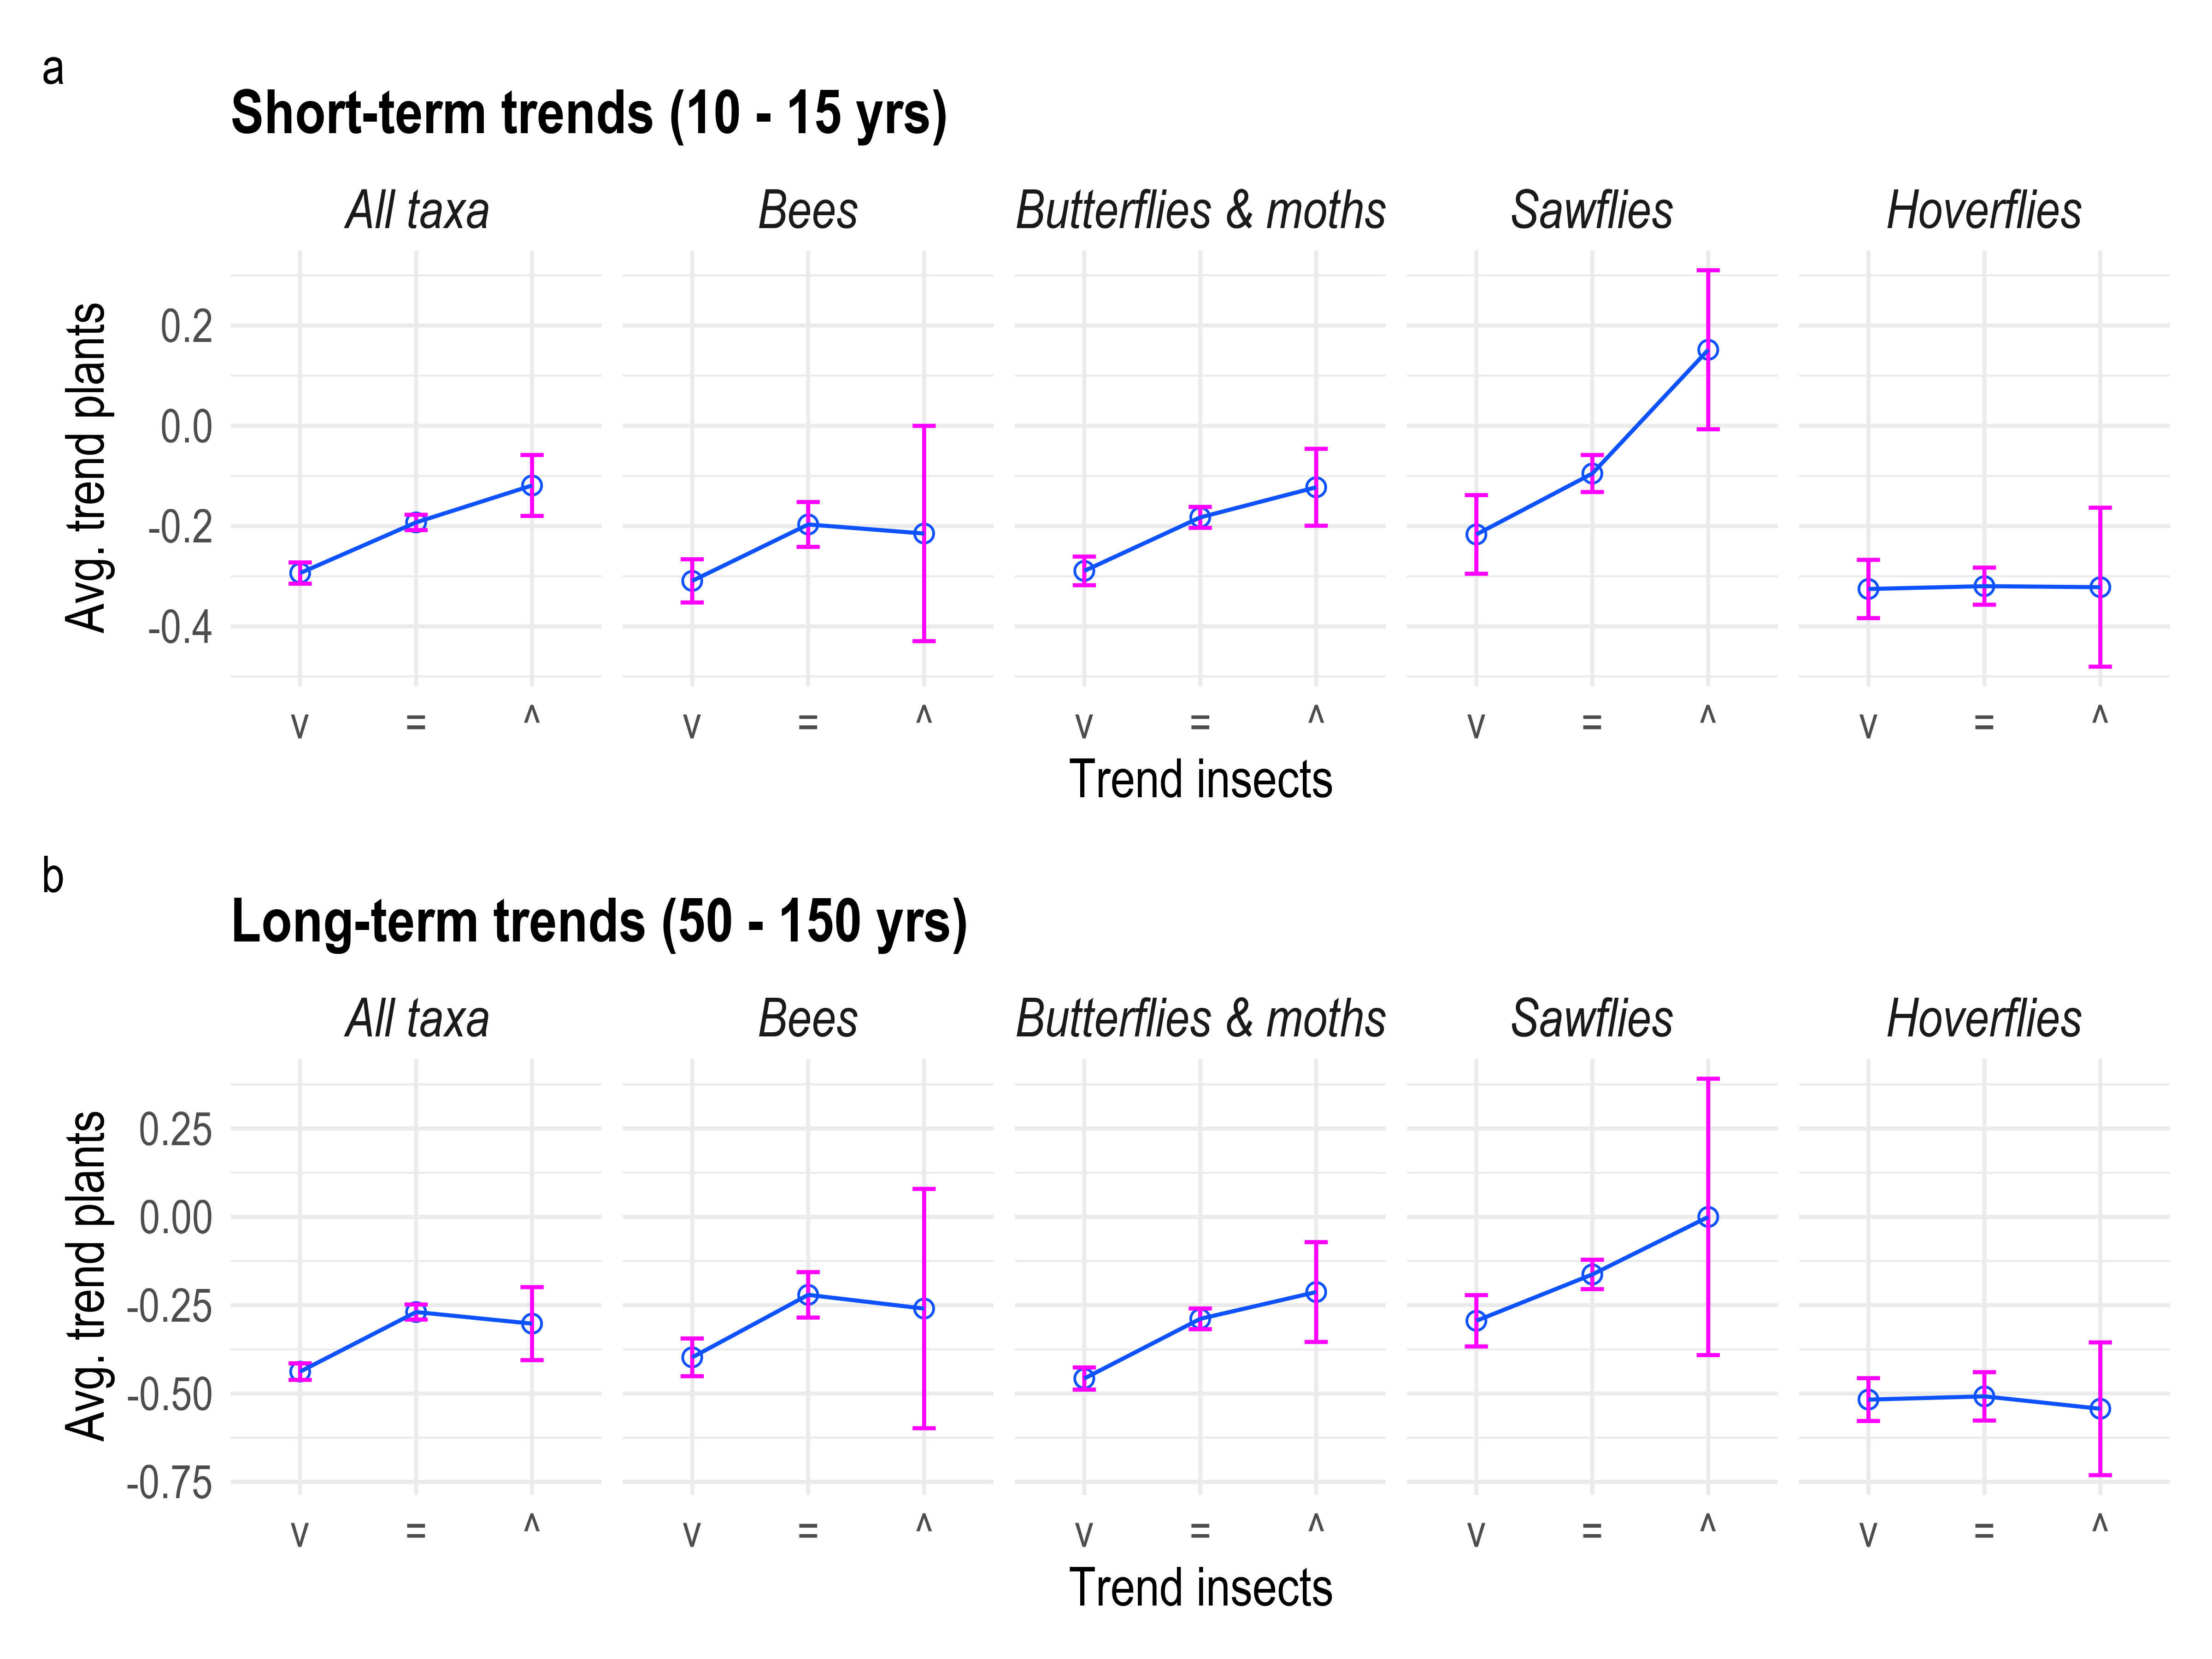 a
Short-term trends (10 - 15 yrs)
All taxa Bees Butterflies & moths Sawflies Hoverflies
Avg. trend plants
0.2
0.0
-0.2
-0.4
v = ^ v = ^ v = ^ v = ^ v = ^
Trend insects
b
Long-term trends (50 - 150 yrs)
All taxa Bees Butterflies & moths Sawflies Hoverflies
Avg. trend plants
0.25
0.00
-0.25
-0.50
-0.75
v = ^ v = ^ v = ^ v = ^ v = ^
Trend insects